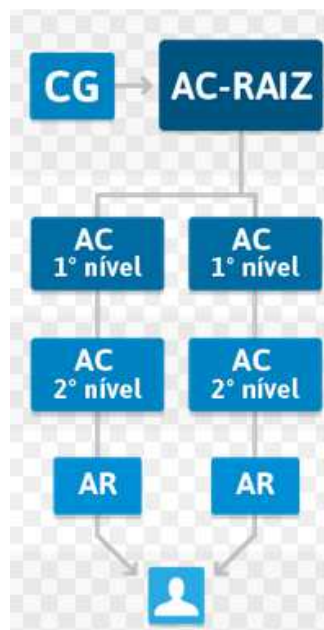 CG
AC-RAIZ
AC
1° nível
AC
1° nível
AC
2° nível
AC
2° nível
AR
AR